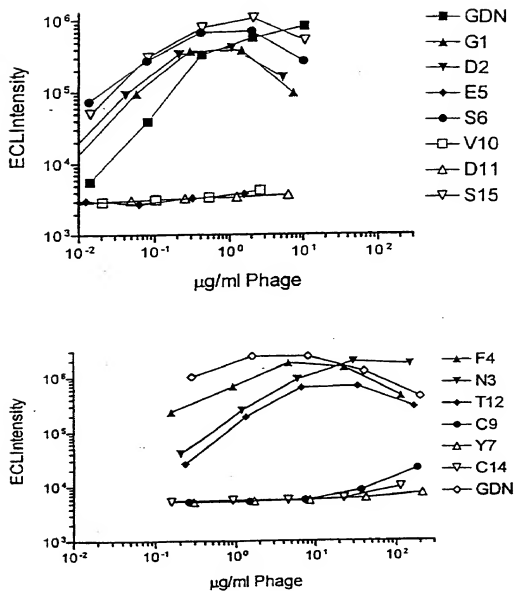 10⁶
10⁵
10⁴
10³
ECLIntensity
10⁻²
10⁻¹
10⁰
10¹
10²
µg/ml Phage
GDN
G1
D2
E5
S6
V10
D11
S15
10⁶
10⁵
10⁴
10³
ECLIntensity
10⁻²
10⁻¹
10⁰
10¹
10²
µg/ml Phage
F4
N3
T12
C9
Y7
C14
GDN